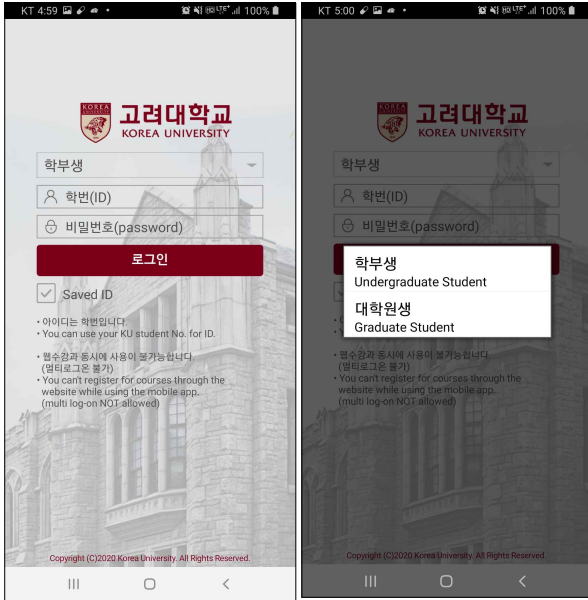 KT 4:59
LTE+ 100%
KOREA
고려대학교
KOREA UNIVERSITY
학부생
학번(ID)
비밀번호(password)
로그인
Saved ID
• 아이디는 학번입니다.
• You can use your KU student No. for ID.
• 웹수강과 동시에 사용이 불가능합니다.
(멀티로그온 불가)
• You can't register for courses through the
website while using the mobile app.
(multi log-on NOT allowed)
Copyright (C)2020 Korea University. All Rights Reserved.
KT 5:00
LTE+ 100%
KOREA
고려대학교
KOREA UNIVERSITY
학부생
학번(ID)
비밀번호(password)
학부생
Undergraduate Student
대학원생
Graduate Student
• 웹수강과 동시에 사용이 불가능합니다.
(멀티로그온 불가)
• You can't register for courses through the
website while using the mobile app.
(multi log-on NOT allowed)
Copyright (C)2020 Korea University. All Rights Reserved.